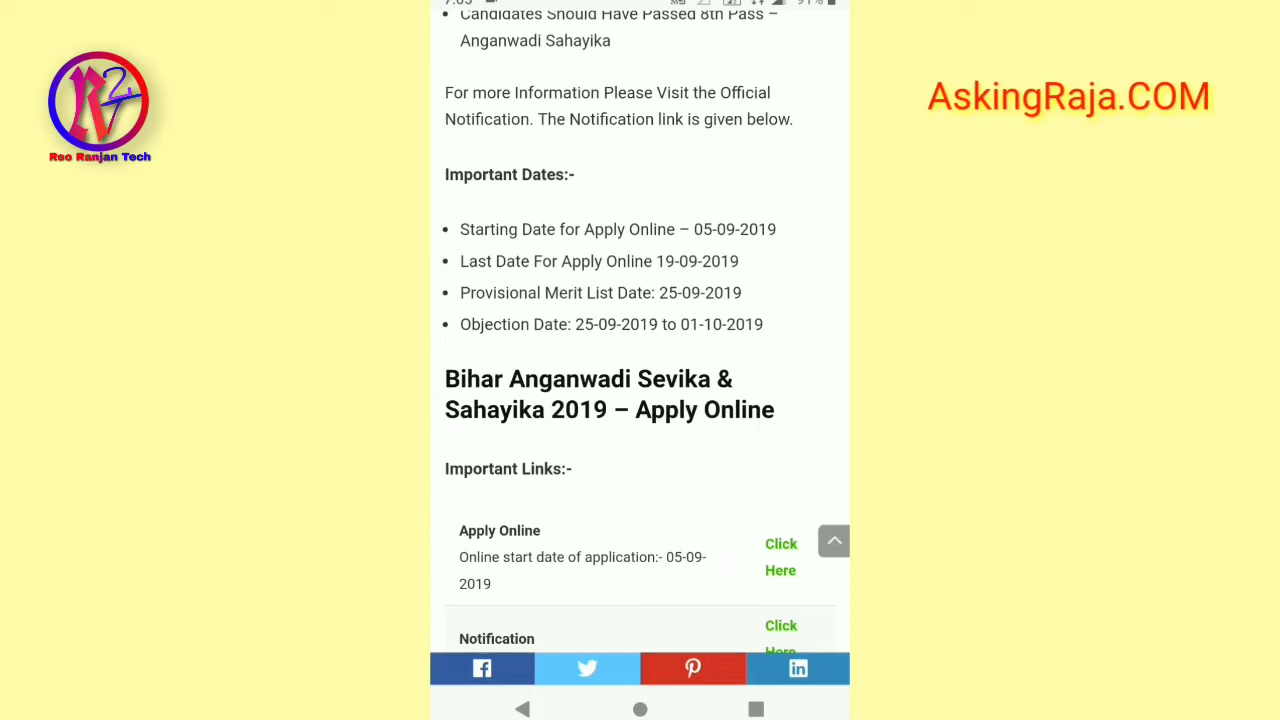 Candidates Should Have Passed 8th Pass –
Anganwadi Sahayika
For more Information Please Visit the Official
Notification. The Notification link is given below.
Important Dates:-
Starting Date for Apply Online – 05-09-2019
Last Date For Apply Online 19-09-2019
Provisional Merit List Date: 25-09-2019
Objection Date: 25-09-2019 to 01-10-2019
Bihar Anganwadi Sevika &
Sahayika 2019 – Apply Online
Important Links:-
Apply Online
Online start date of application:- 05-09-
2019
Click
Here
Notification
Click
Here
Reo Ranjan Tech
AskingRaja.COM